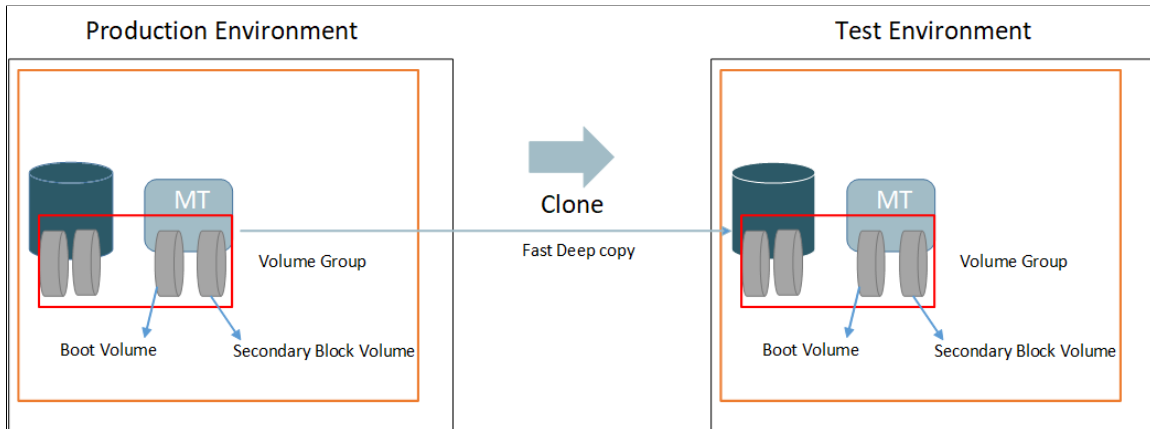 Production Environment
Test Environment
MT
Clone
MT
Fast Deep copy
Volume Group
Volume Group
Boot Volume
Secondary Block Volume
Boot Volume
Secondary Block Volume